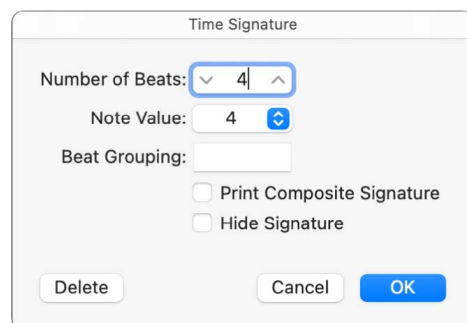 Time Signature
Number of Beats: 4
Note Value: 4
Beat Grouping:
Print Composite Signature
Hide Signature
Delete Cancel OK